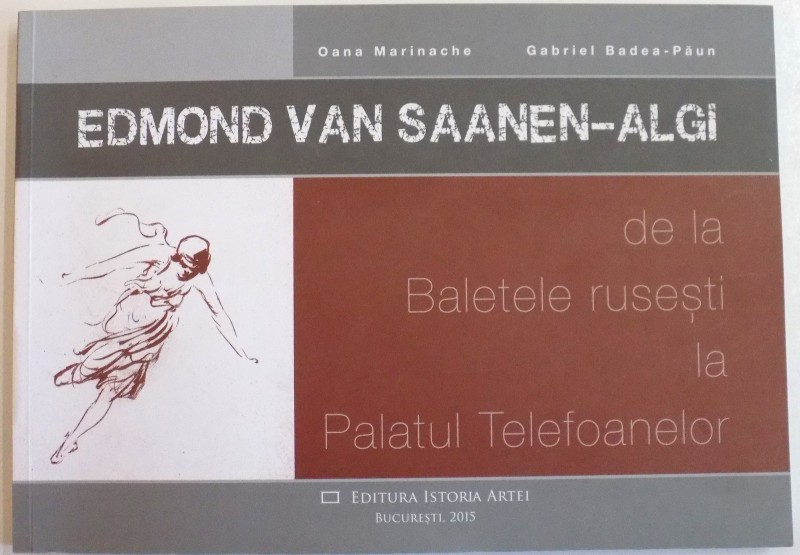 Oana Marinache Gabriel Badea-Păun
EDMOND VAN SAANEN-ALGI
de la
Baletele rusești
la
Palatul Telefoanelor
EDITURA ISTORIA ARTEI
BUCUREȘTI, 2015